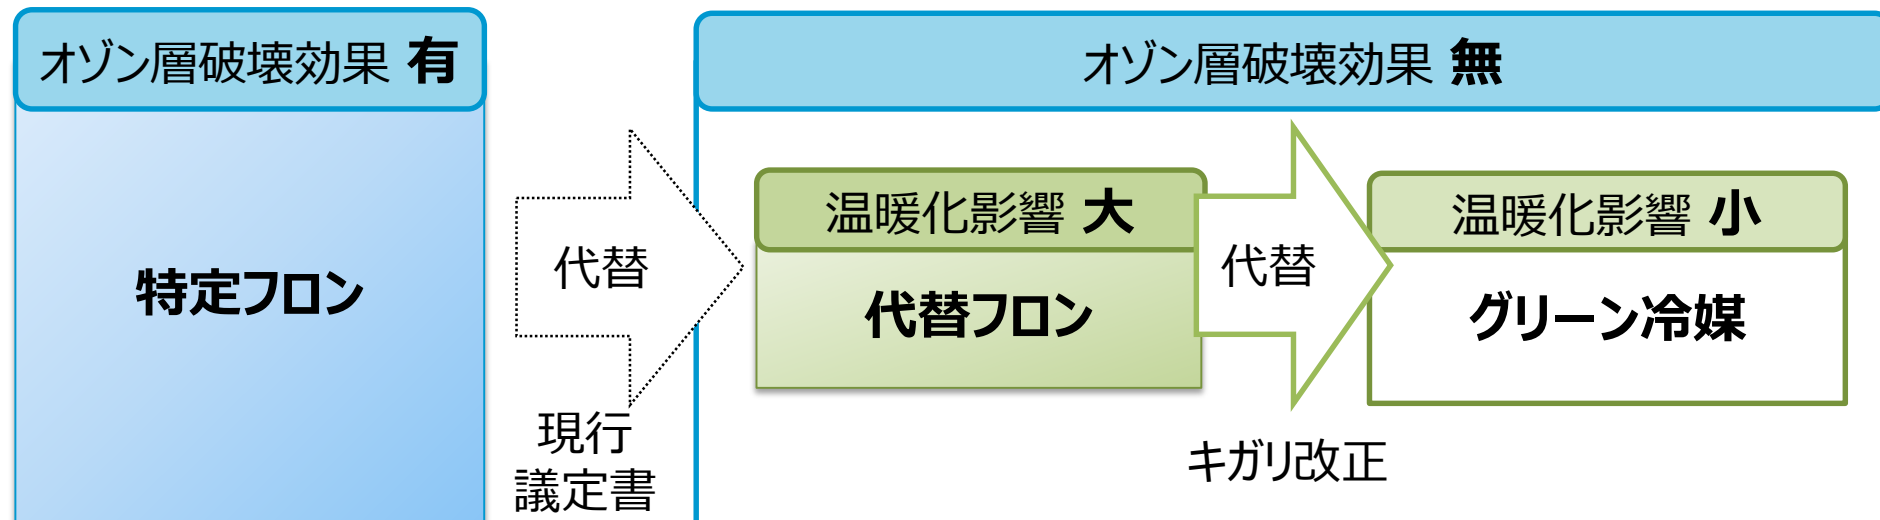 オゾン層破壊効果 有
特定フロン
代替
現行
議定書
オゾン層破壊効果 無
温暖化影響 大
代替フロン
代替
キガリ改正
温暖化影響 小
グリーン冷媒